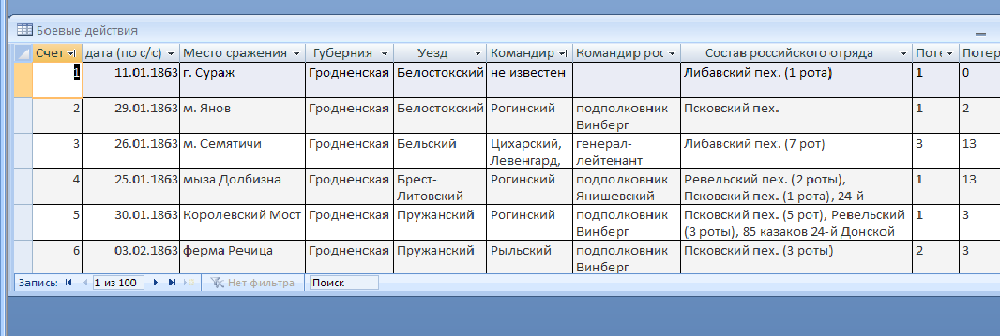 Боевые действия
Счет дата (по с/с) Место сражения Губерния Уезд Командир Командир рос Состав российского отряда Поте Потер
1 11.01.1863 г. Сураж Гродненская Белостокский не известен Либавский пех. (1 рота) 1 0
2 29.01.1863 м. Янов Гродненская Белостокский Рогинский подполковник Псковский пех. 1 2
Винберг
3 26.01.1863 м. Семятичи Гродненская Бельский Цихарский, генерал- Либавский пех. (7 рот) 3 13
Левенгард, лейтенант
4 25.01.1863 мыза Долбизна Гродненская Брест- Рогинский подполковник Ревельский пех. (2 роты), 1 13
Литовский Янишевский Псковский пех. (1 рота), 24-й
5 30.01.1863 Королевский Мост Гродненская Пружанский Рогинский подполковник Псковский пех. (5 рот), Ревельский 1 3
Винберг (3 роты), 85 казаков 24-й Донской
6 03.02.1863 ферма Речица Гродненская Пружанский Рыльский подполковник Псковский пех. (3 роты) 2 3
Винберг
Запись: 1 из 100 Нет фильтра Поиск